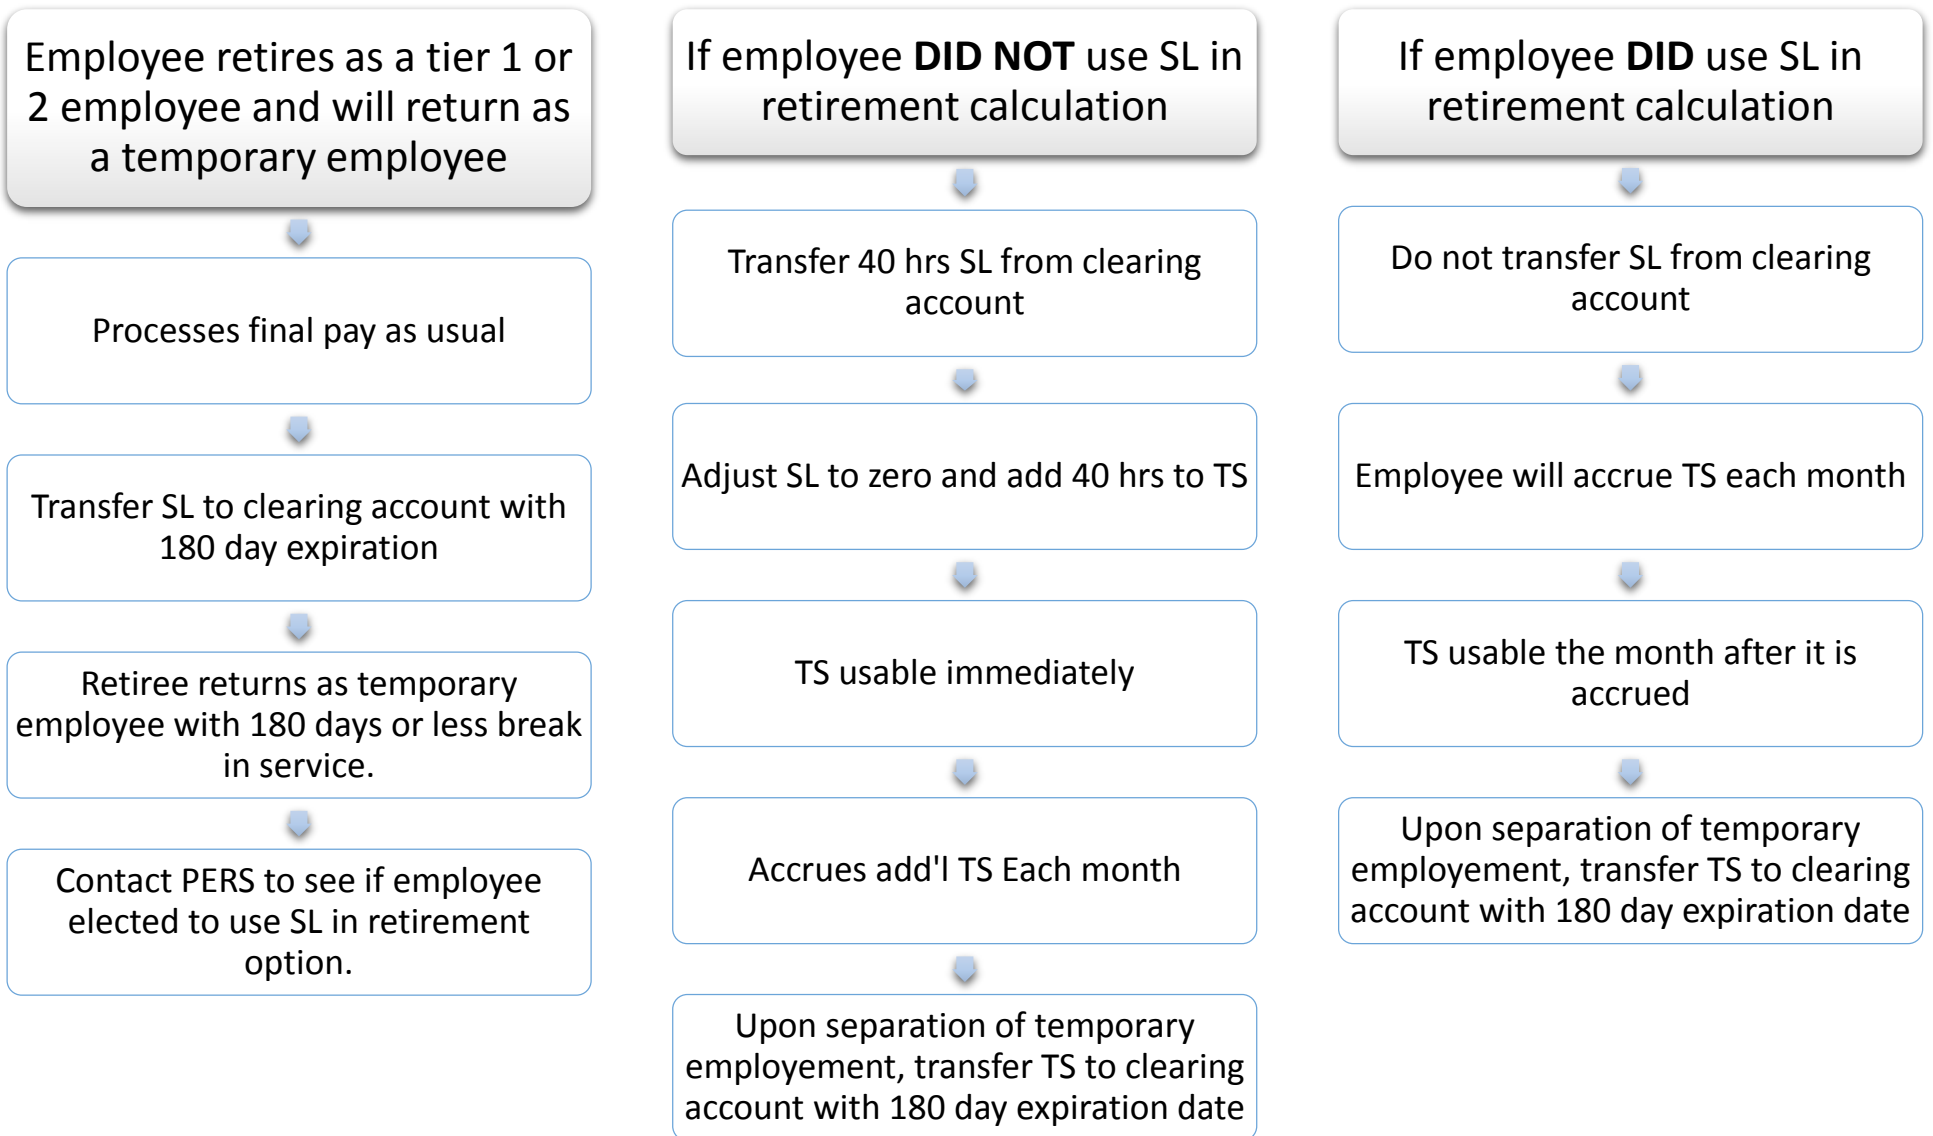 Employee retires as a tier 1 or
2 employee and will return as
a temporary employee
Processes final pay as usual
Transfer SL to clearing account with
180 day expiration
Retiree returns as temporary
employee with 180 days or less break
in service.
Contact PERS to see if employee
elected to use SL in retirement
option.
If employee DID NOT use SL in
retirement calculation
Transfer 40 hrs SL from clearing
account
Adjust SL to zero and add 40 hrs to TS
TS usable immediately
Accrues add'l TS Each month
Upon separation of temporary
employement, transfer TS to clearing
account with 180 day expiration date
If employee DID use SL in
retirement calculation
Do not transfer SL from clearing
account
Employee will accrue TS each month
TS usable the month after it is
accrued
Upon separation of temporary
employement, transfer TS to clearing
account with 180 day expiration date